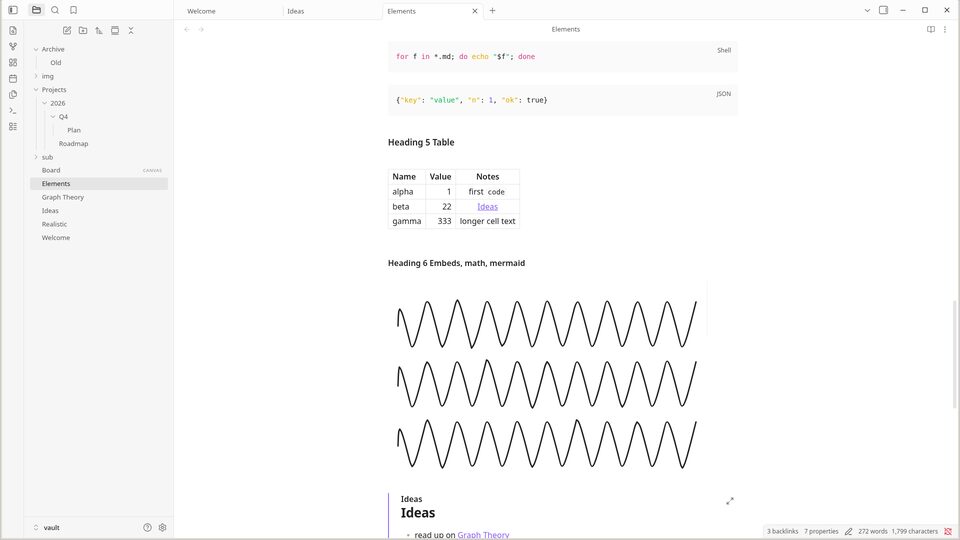 Welcome
Ideas
Elements
Elements
Archive
Old
img
Projects
2026
Q4
Plan
Roadmap
sub
Board
CANVAS
Elements
Graph Theory
Ideas
Realistic
Welcome
vault
for f in *.md; do echo "$f"; done
Shell
{"key": "value", "n": 1, "ok": true}
JSON
Heading 5 Table
Name Value Notes
alpha 1 first code
beta 22 Ideas
gamma 333 longer cell text
Heading 6 Embeds, math, mermaid
Ideas
Ideas
read up on Graph Theory
3 backlinks 7 properties 272 words 1,799 characters